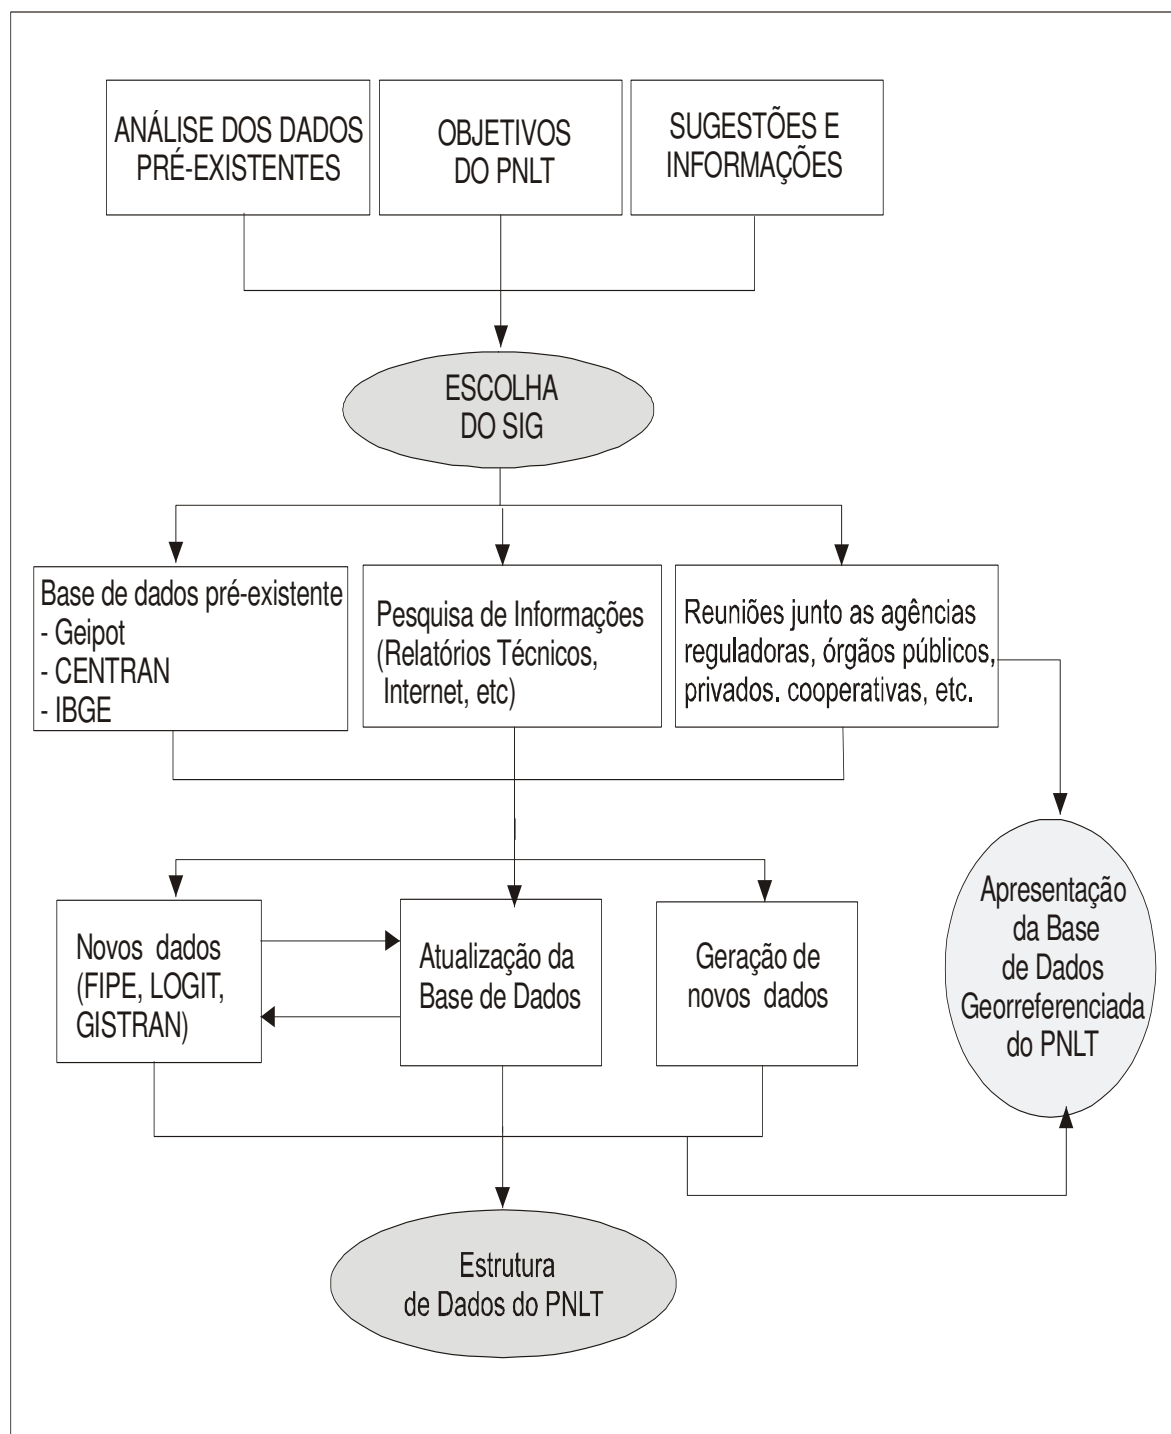 ANÁLISE DOS DADOS
PRÉ-EXISTENTES
OBJETIVOS
DO PNLT
SUGESTÕES E
INFORMAÇÕES
ESCOLHA
DO SIG
Base de dados pré-existente
- Geipot
- CENTRAN
- IBGE
Pesquisa de Informações
(Relatórios Técnicos,
Internet, etc)
Reuniões junto as agências
reguladoras, órgãos públicos,
privados. cooperativas, etc.
Novos dados
(FIPE, LOGIT,
GISTRAN)
Atualização da
Base de Dados
Geração de
novos dados
Apresentação
da Base
de Dados
Georreferenciada
do PNLT
Estrutura
de Dados do PNLT